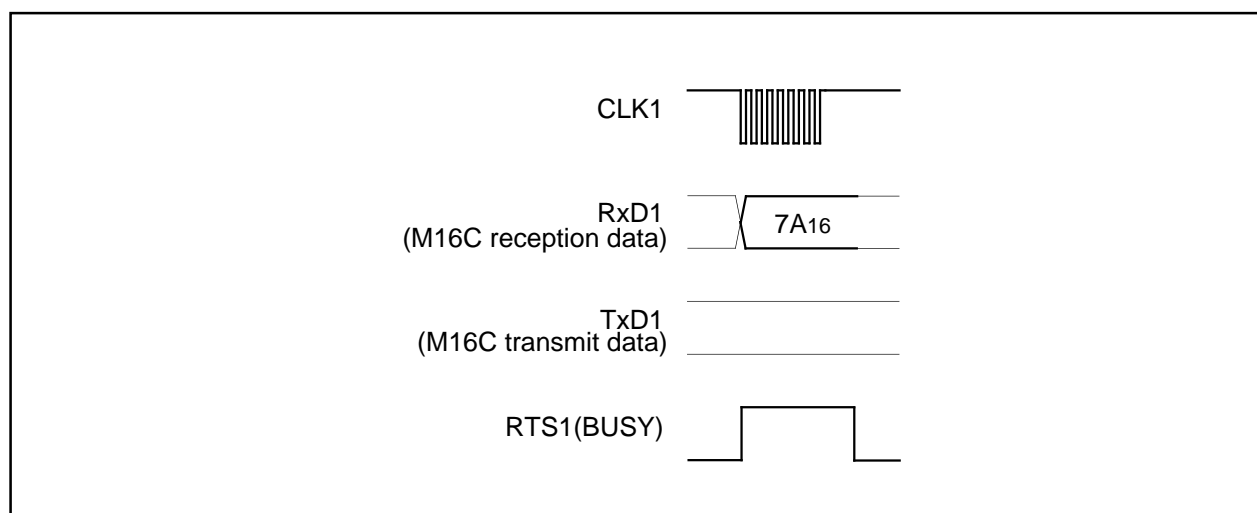 CLK1
RxD1
(M16C reception data)
7A16
TxD1
(M16C transmit data)
RTS1(BUSY)